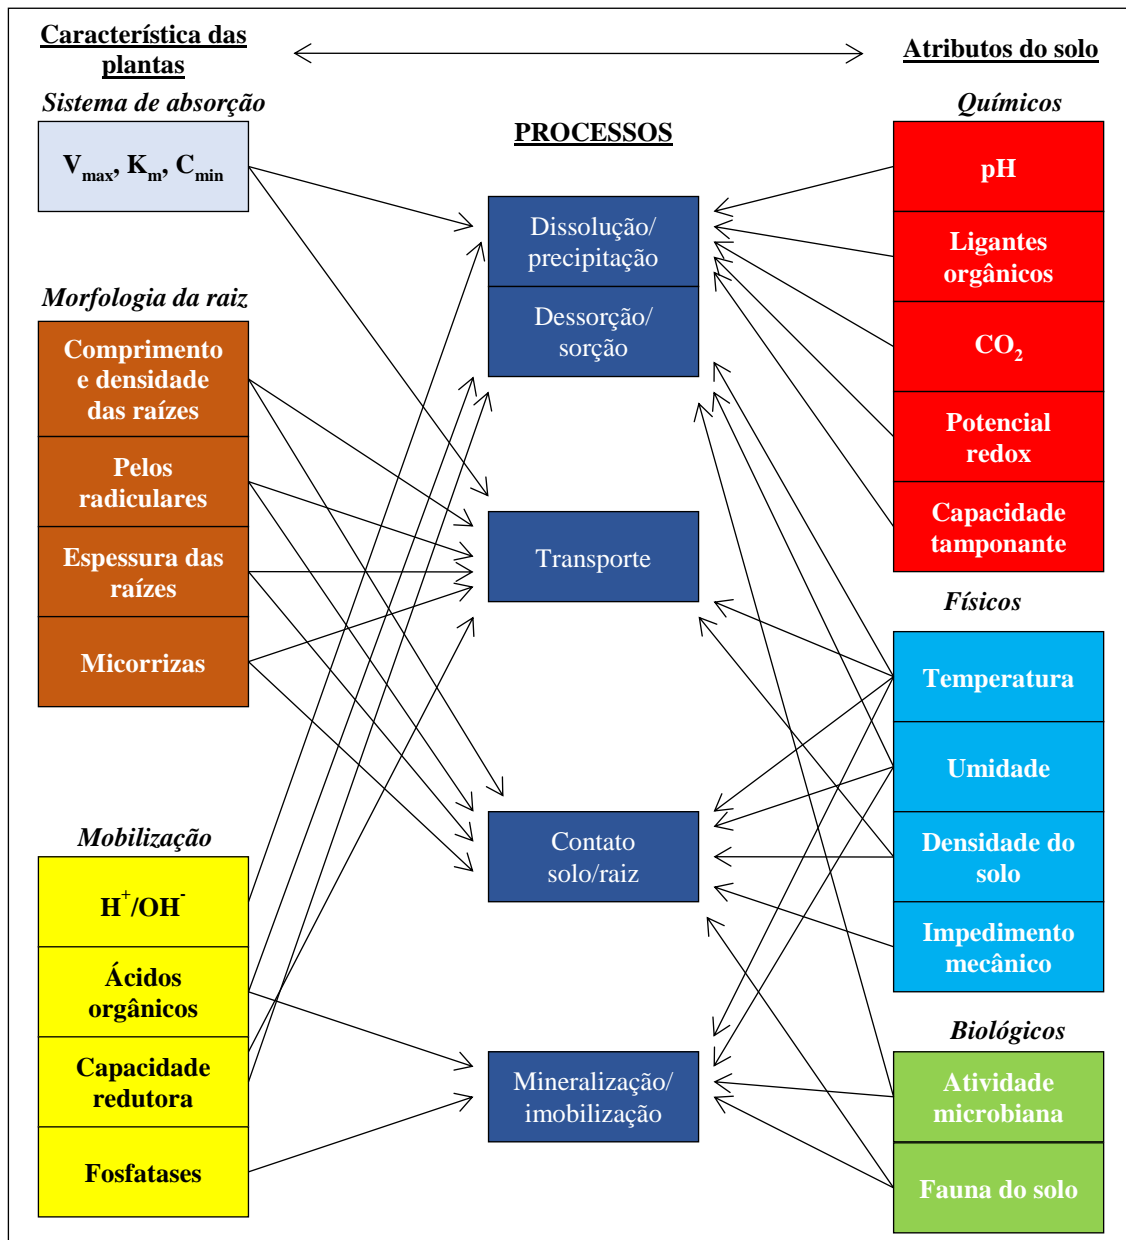 Característica das
plantas
Sistema de absorção
Vmax, Km, Cmin
Morfologia da raiz
Comprimento
e densidade
das raízes
Pelos
radiculares
Espessura das
raízes
Micorrizas
Mobilização
H+/OH-
Ácidos
orgânicos
Capacidade
redutora
Fosfatases
PROCESSOS
Dissolução/
precipitação
Dessorção/
sorção
Transporte
Contato
solo/raiz
Mineralização/
imobilização
Atributos do solo
Químicos
pH
Ligantes
orgânicos
CO2
Potencial
redox
Capacidade
tamponante
Físicos
Temperatura
Umidade
Densidade do
solo
Impedimento
mecânico
Biológicos
Atividade
microbiana
Fauna do solo